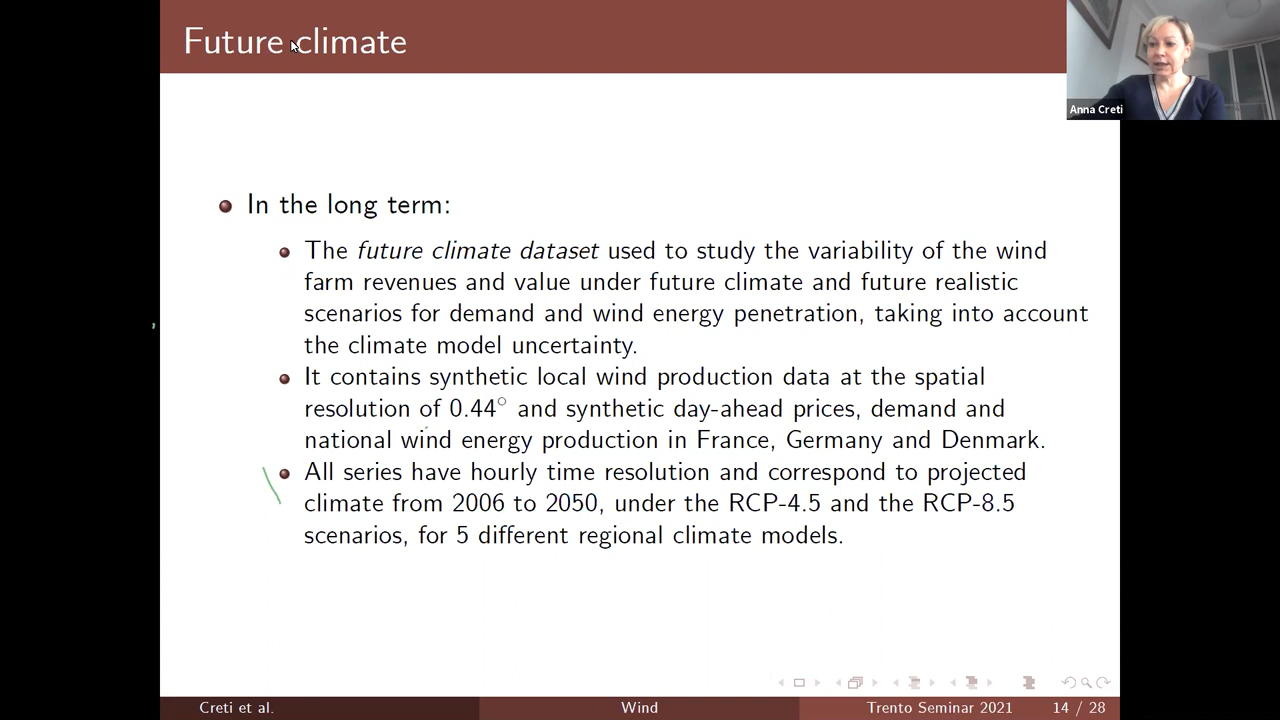 Future climate
Anna Creti
In the long term:
The future climate dataset used to study the variability of the wind
farm revenues and value under future climate and future realistic
scenarios for demand and wind energy penetration, taking into account
the climate model uncertainty.
It contains synthetic local wind production data at the spatial
resolution of 0.44° and synthetic day-ahead prices, demand and
national wind energy production in France, Germany and Denmark.
All series have hourly time resolution and correspond to projected
climate from 2006 to 2050, under the RCP-4.5 and the RCP-8.5
scenarios, for 5 different regional climate models.
Creti et al. Wind Trento Seminar 2021 14 / 28